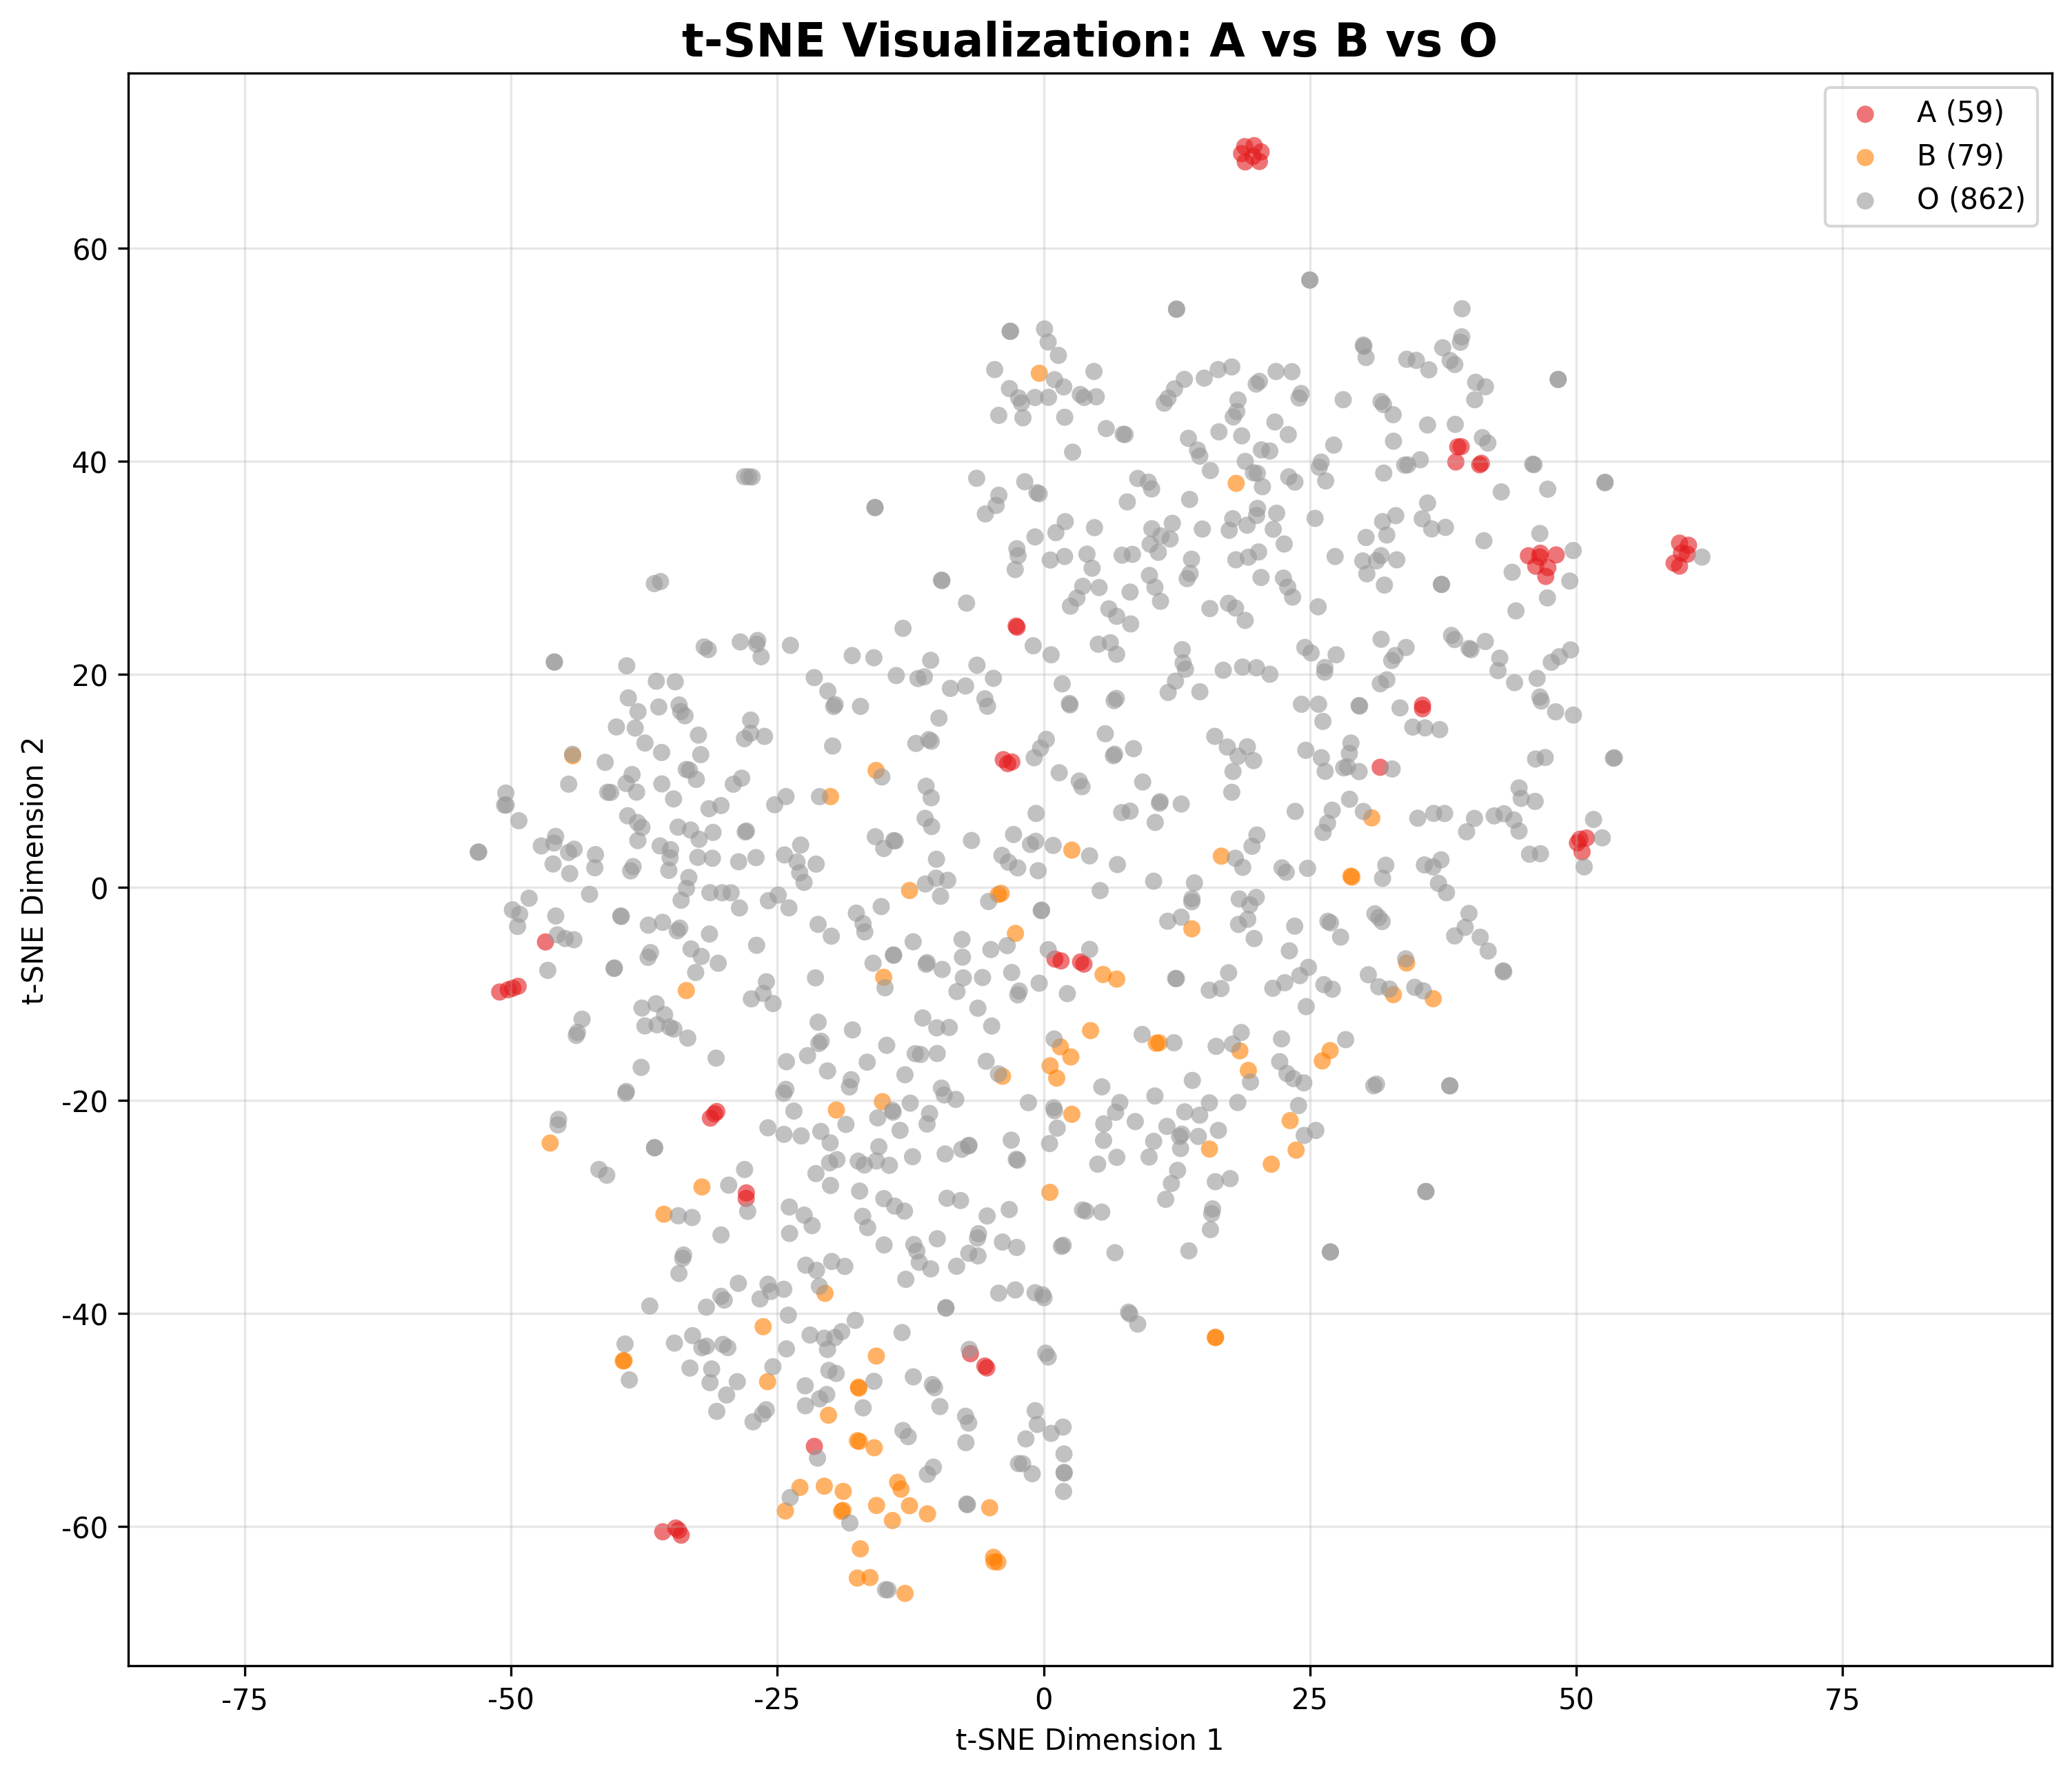 t-SNE Visualization: A vs B vs O
A (59)
B (79)
O (862)
60
40
20
0
-20
-40
-60
t-SNE Dimension 2
-75
-50
-25
0
25
50
75
t-SNE Dimension 1